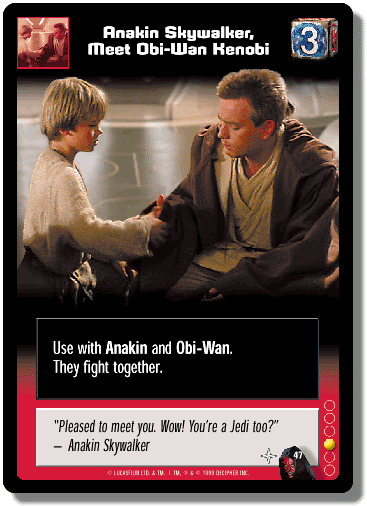 Anakin Skywalker,
Meet Obi-Wan Kenobi
3
Use with Anakin and Obi-Wan.
They fight together.
"Pleased to meet you. Wow! You're a Jedi too?"
– Anakin Skywalker
47
© LUCASFILM LTD. & TM. | TM, ® & © 1999 DECIPHER INC.